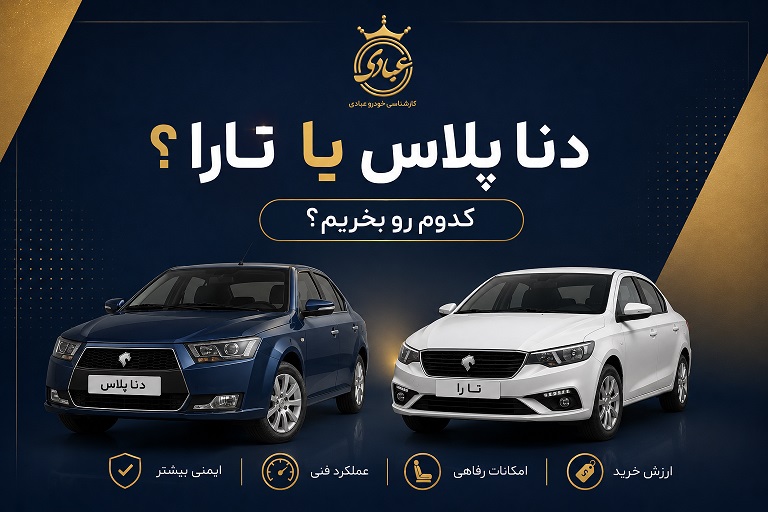 عبادی
کارشناسی خودرو عبادی
دنا پلاس یا تارا ؟
کدوم رو بخریم؟
دنا پلاس
تارا
ارزش خرید
امکانات رفاهی
عملکرد فنی
ایمنی بیشتر